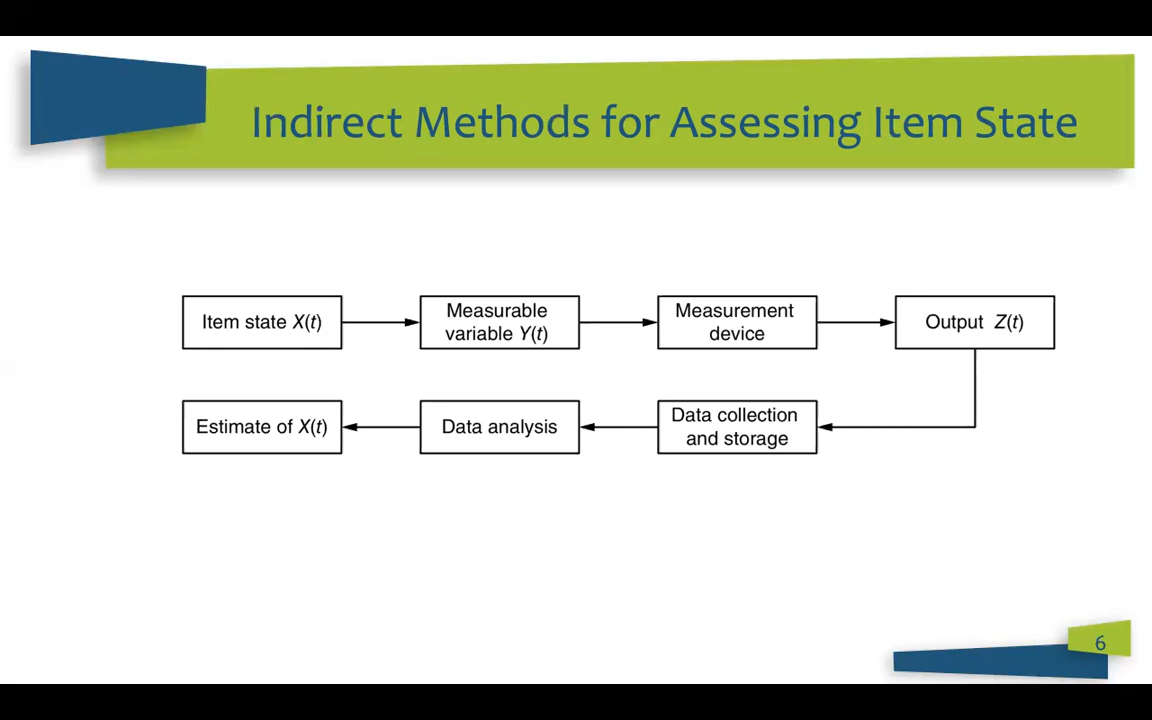 Indirect Methods for Assessing Item State
Item state X(t)
Measurable
variable Y(t)
Measurement
device
Output Z(t)
Estimate of X(t)
Data analysis
Data collection
and storage
6